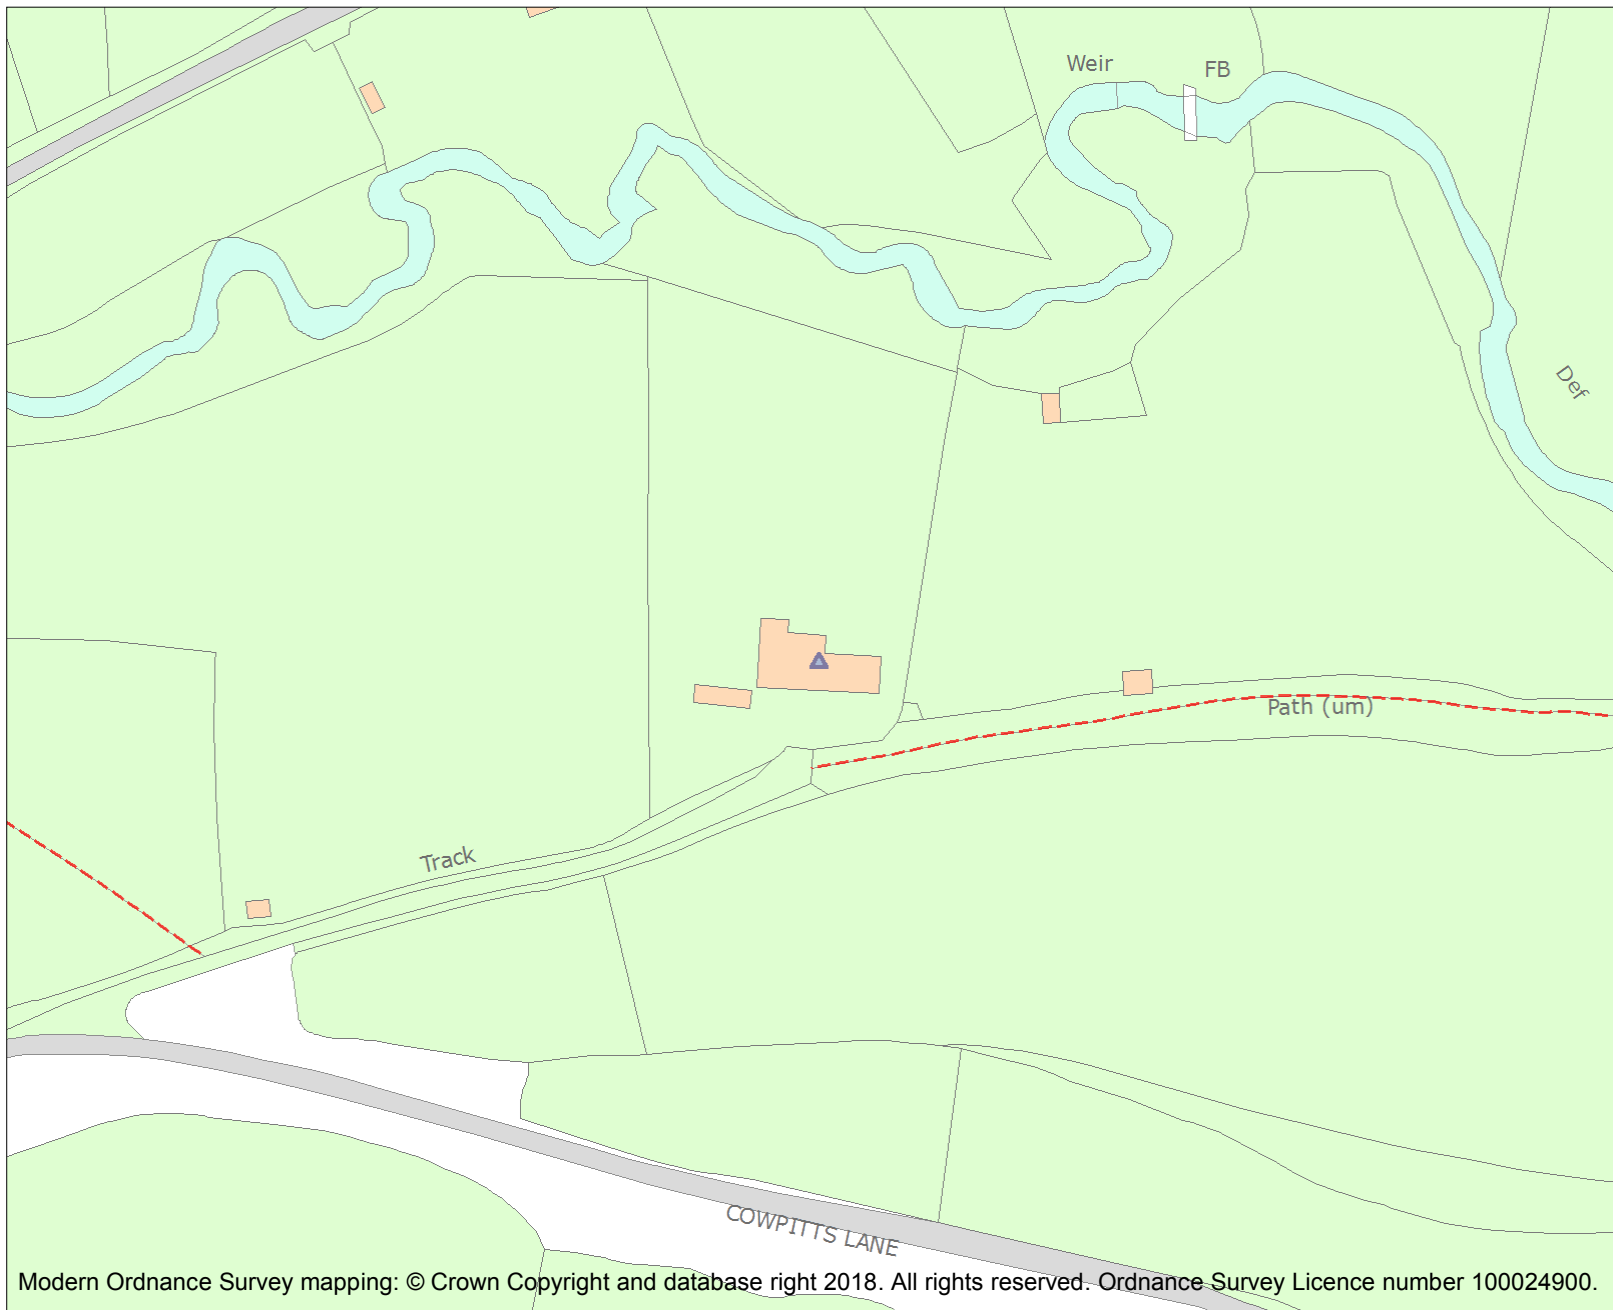 Weir
FB
Def
Path (um)
Track
COWPITTS LANE
Modern Ordnance Survey mapping: © Crown Copyright and database right 2018. All rights reserved. Ordnance Survey Licence number 100024900.